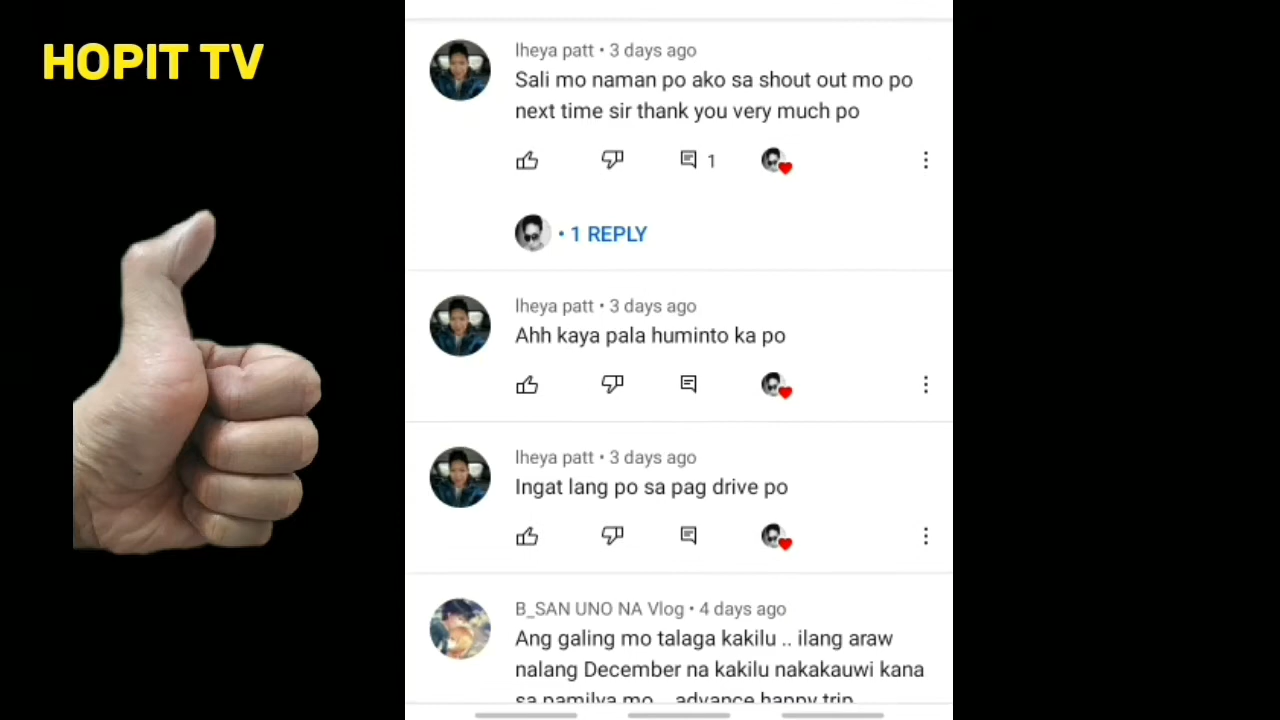 HOPIT TV
lheya patt • 3 days ago
Sali mo naman po ako sa shout out mo po
next time sir thank you very much po
1
• 1 REPLY
lheya patt • 3 days ago
Ahh kaya pala huminto ka po
lheya patt • 3 days ago
Ingat lang po sa pag drive po
B_SAN UNO NA Vlog • 4 days ago
Ang galing mo talaga kakilu .. ilang araw
nalang December na kakilu nakakauwi kana
sa pamilya mo .. advance happy trip